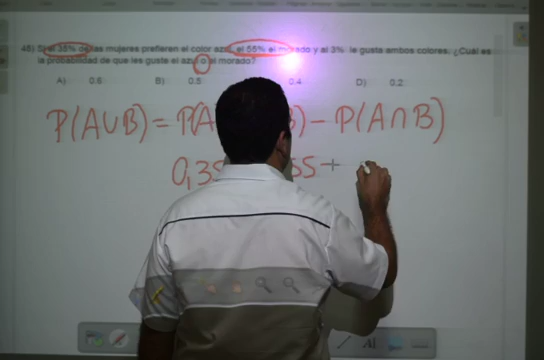 48) Si el 35% de las mujeres prefieren el color azul, el 55% el morado y al 3% le gusta ambos colores. ¿Cuál es
la probabilidad de que les guste el azul o el morado?
A) 0.8 B) 0.5 0.4 D) 0.2
P(A∪B) = P(A B) - P(A∩B)
0,35 55 +